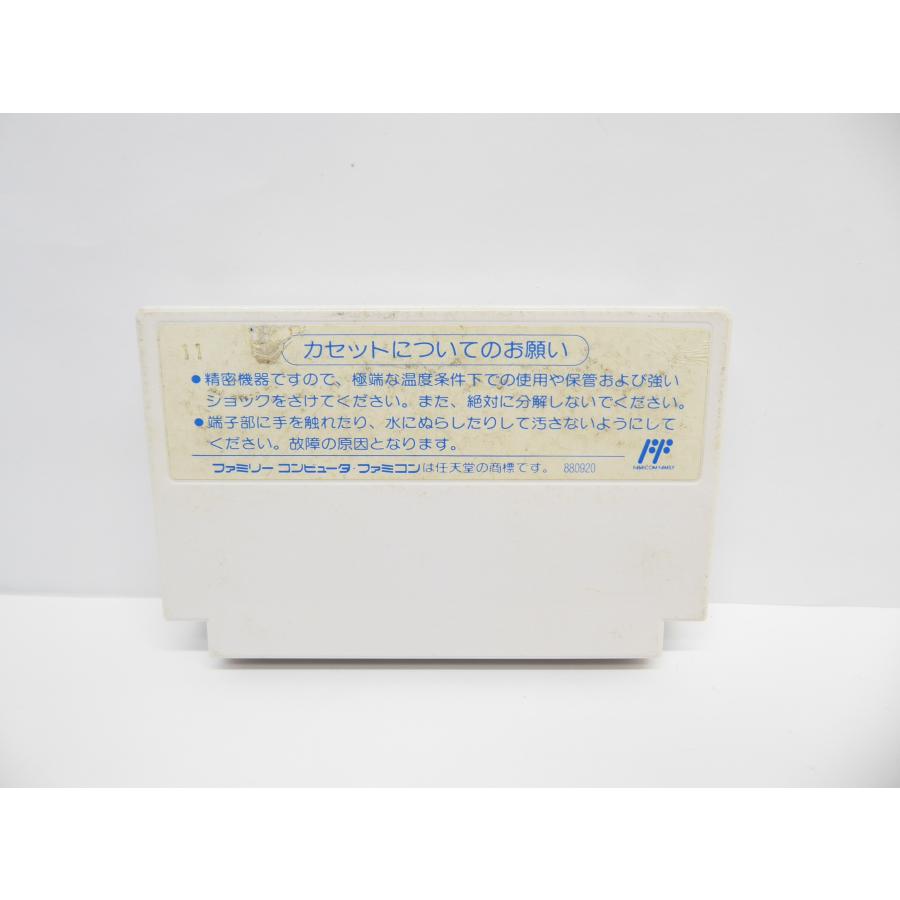 11
カセットについてのお願い
●精密機器ですので、極端な温度条件下での使用や保管および強い
ショックをさけてください。また、絶対に分解しないでください。
●端子部に手を触れたり、水にぬらしたりして汚さないようにして
ください。故障の原因となります。
FAMICOM FAMILY
ファミリー コンピュータ・ファミコンは任天堂の商標です。 880920